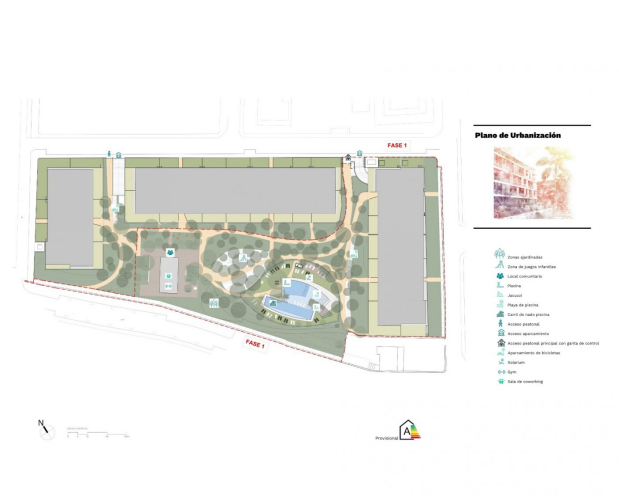 FASE 1
Plano de Urbanización
Zonas ajardinadas
Zona de juegos infantiles
Local comunitario
Piscina
Jacuzzi
Playa de piscina
Carril de nado piscina
Acceso peatonal
Acceso aparcamiento
Acceso peatonal principal con garita de control
Aparcamiento de bicicletas
Solarium
Gym
Sala de coworking
FASE 1
N
Provisional
A